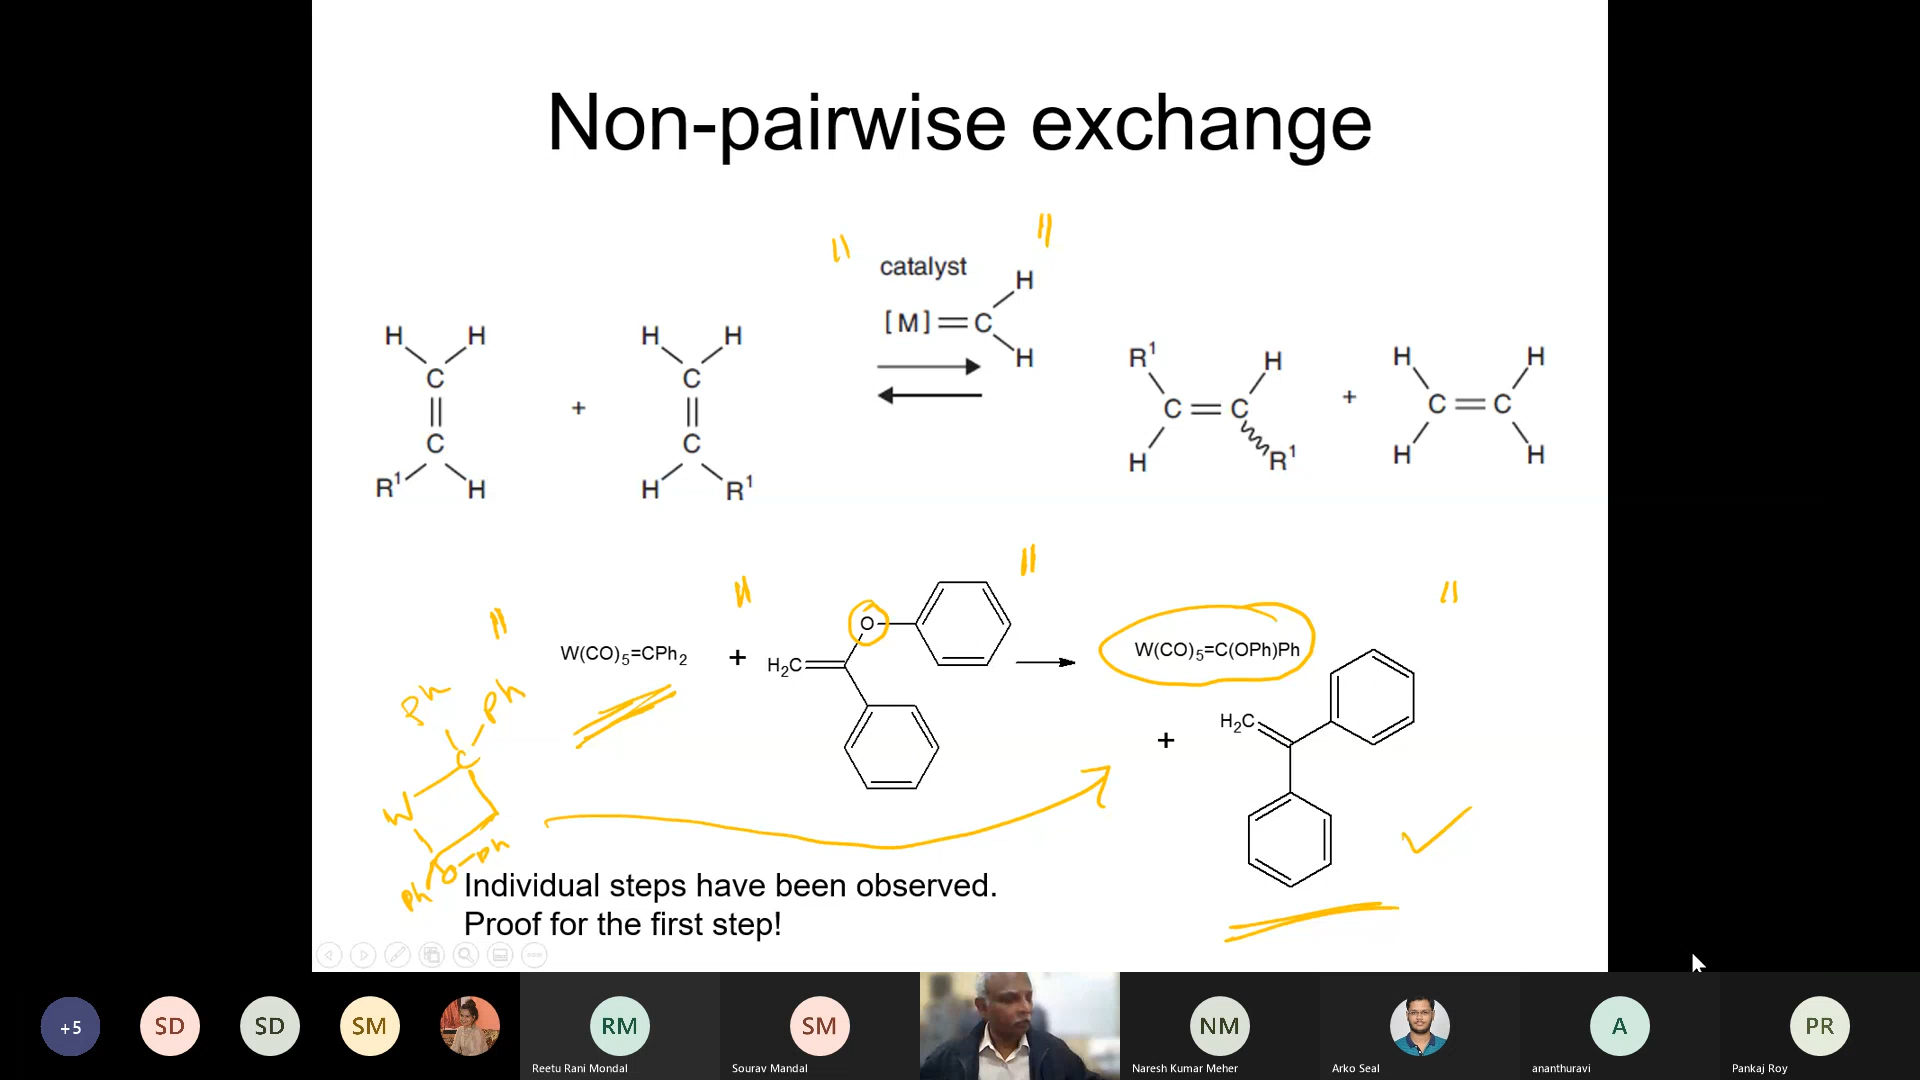 Non-pairwise exchange
catalyst
[M]=C
H
H
H H
C
||
C
R¹ H
+
H H
C
||
C
H R¹
R¹ H
C=C
H R¹
+
H H
C=C
H H
W(CO)₅=CPh₂
+
H₂C
O
W(CO)₅=C(OPh)Ph
+
H₂C
Ph Ph
C
W
O-Ph
Ph
Individual steps have been observed.
Proof for the first step!
+5
SD
SD
SM
RM
Reetu Rani Mondal
SM
Sourav Mandal
NM
Naresh Kumar Meher
Arko Seal
A
ananthuravi
PR
Pankaj Roy